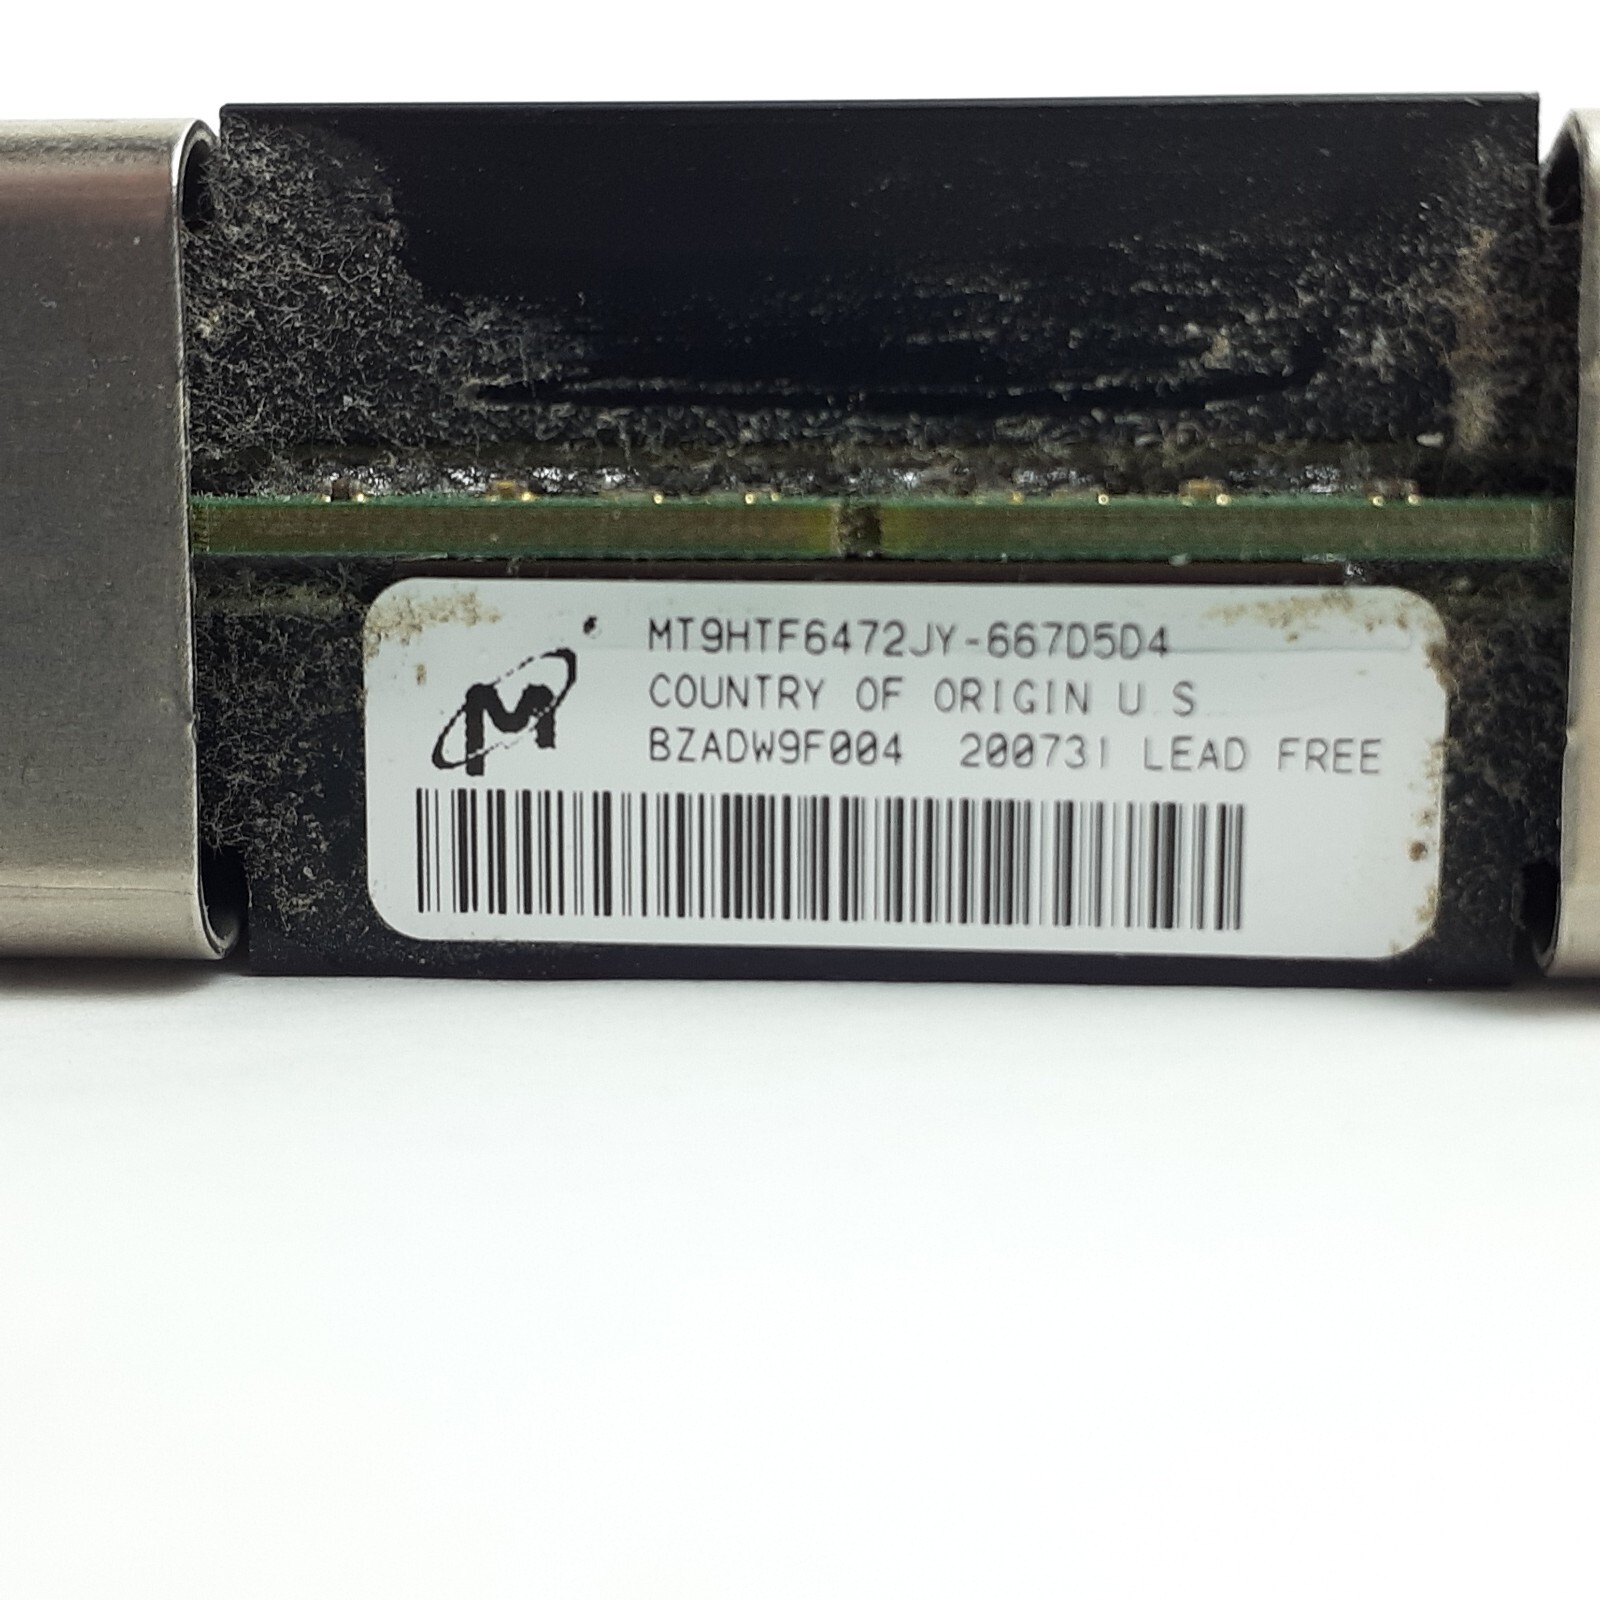 MT9HTF6472JY-667D5D4
COUNTRY OF ORIGIN U S
BZADW9F004 200731 LEAD FREE